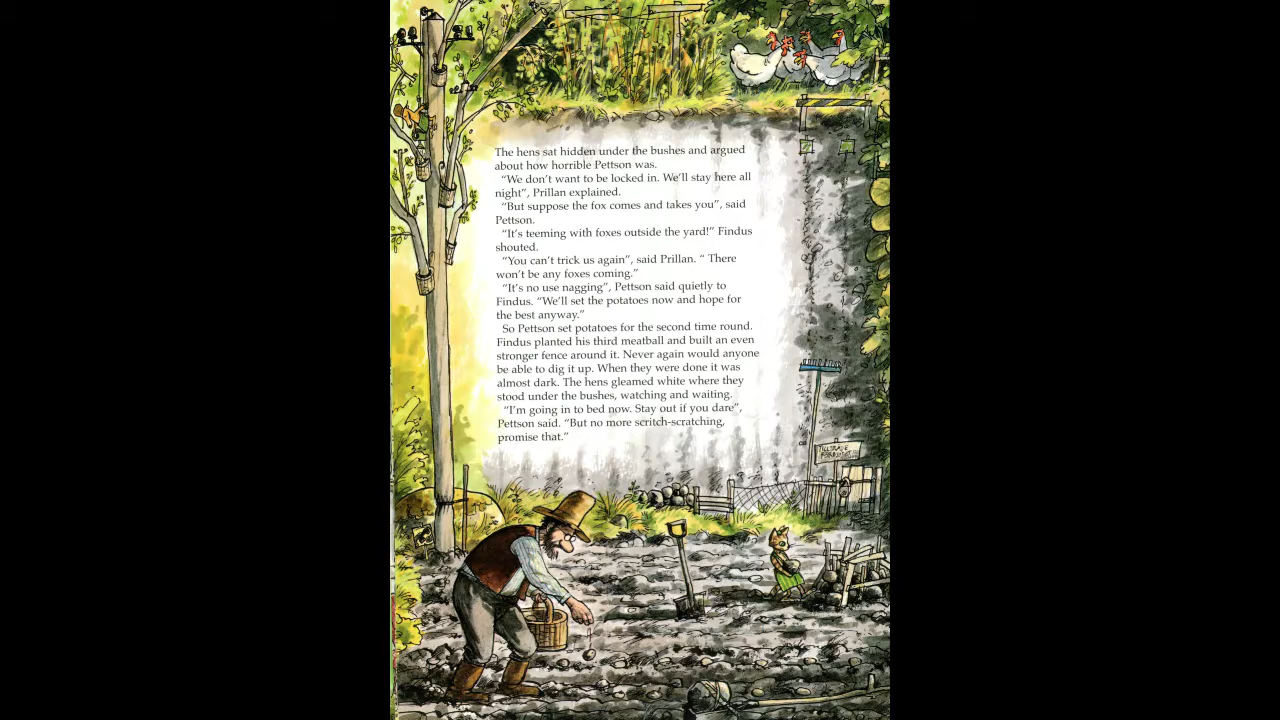 The hens sat hidden under the bushes and argued
about how horrible Pettson was.
“We don’t want to be locked in. We’ll stay here all
night”, Prillan explained.
“But suppose the fox comes and takes you”, said
Pettson.
“It’s teeming with foxes outside the yard!” Findus
shouted.
“You can’t trick us again”, said Prillan. “ There
won’t be any foxes coming.”
“It’s no use nagging”, Pettson said quietly to
Findus. “We’ll set the potatoes now and hope for
the best anyway.”
So Pettson set potatoes for the second time round.
Findus planted his third meatball and built an even
stronger fence around it. Never again would anyone
be able to dig it up. When they were done it was
almost dark. The hens gleamed white where they
stood under the bushes, watching and waiting.
“I’m going in to bed now. Stay out if you dare”,
Pettson said. “But no more scritch-scratching,
promise that.”